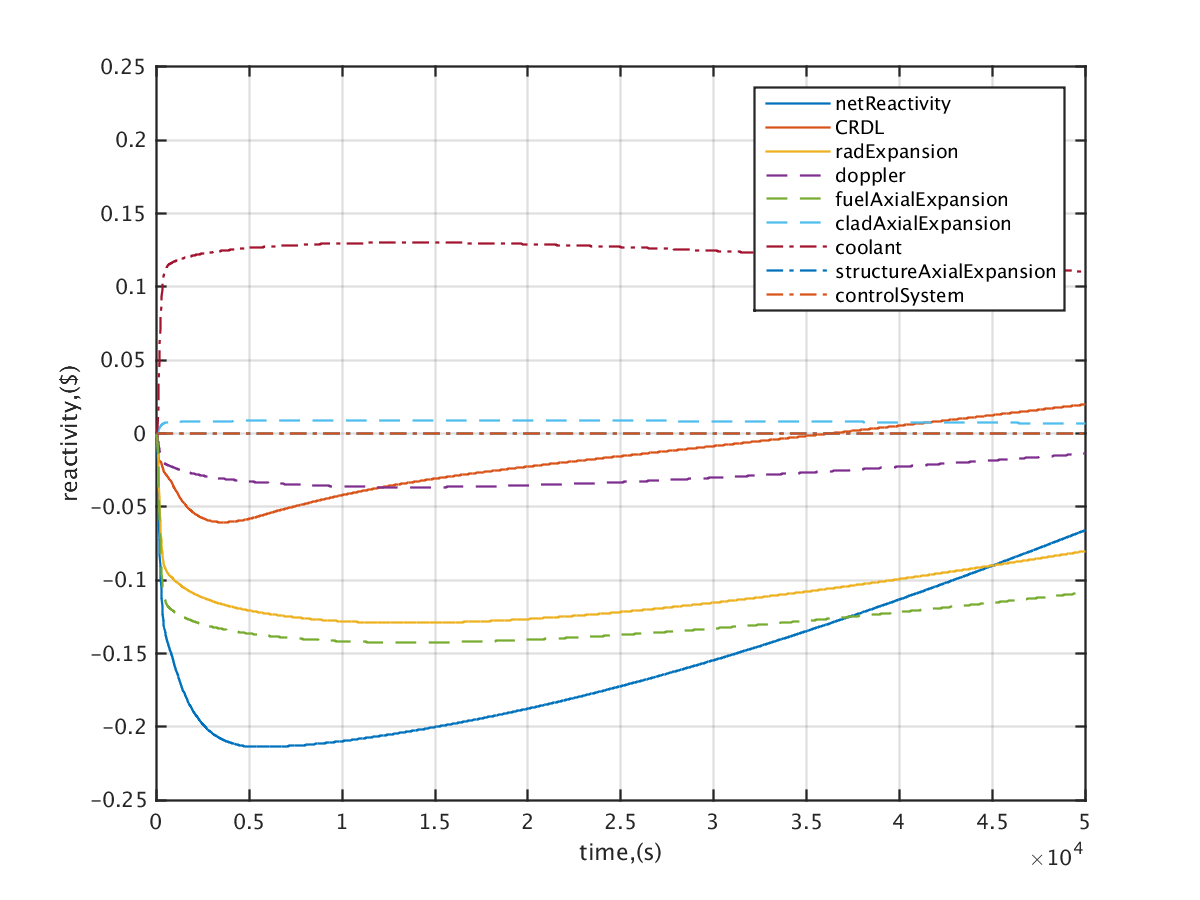 0.25
0.2
0.15
0.1
0.05
0
−0.05
−0.1
−0.15
−0.2
−0.25
reactivity,($)
netReactivity
CRDL
radExpansion
doppler
fuelAxialExpansion
cladAxialExpansion
coolant
structureAxialExpansion
controlSystem
0 0.5 1 1.5 2 2.5 3 3.5 4 4.5 5
time,(s)
×10⁴